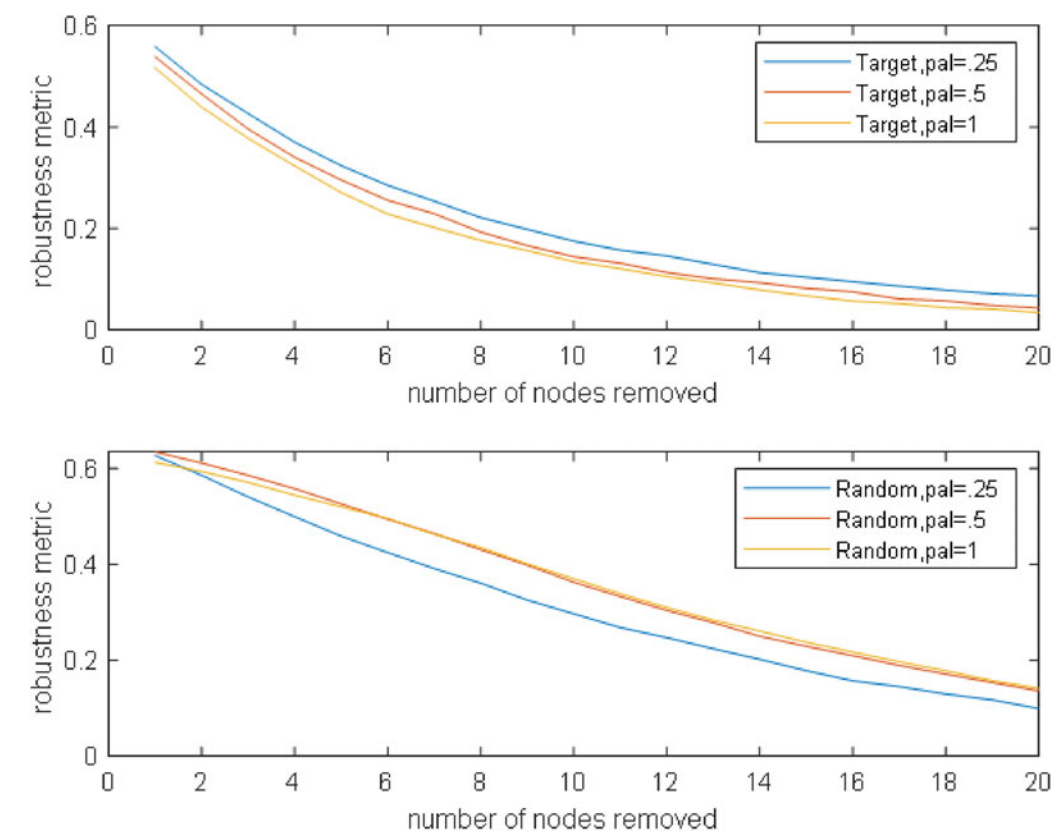 0.6
0.4
0.2
0
robustness metric
Target,pal=.25
Target,pal=.5
Target,pal=1
0 2 4 6 8 10 12 14 16 18 20
number of nodes removed
0.6
0.4
0.2
0
robustness metric
Random,pal=.25
Random,pal=.5
Random,pal=1
0 2 4 6 8 10 12 14 16 18 20
number of nodes removed